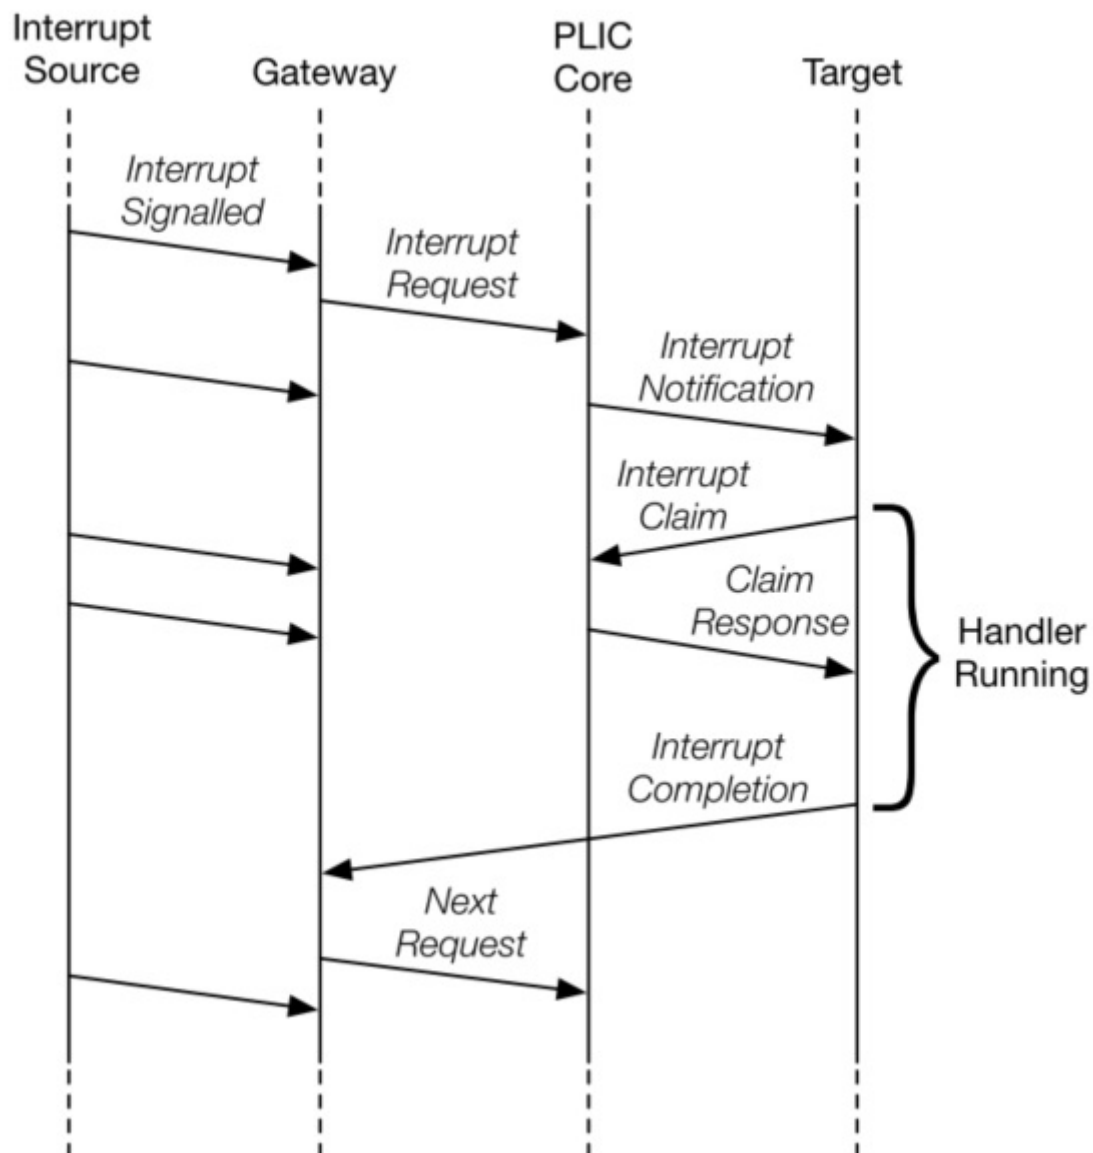 Interrupt
Source
Gateway
PLIC
Core
Target
Interrupt
Signalled
Interrupt
Request
Interrupt
Notification
Interrupt
Claim
Claim
Response
Handler
Running
Interrupt
Completion
Next
Request